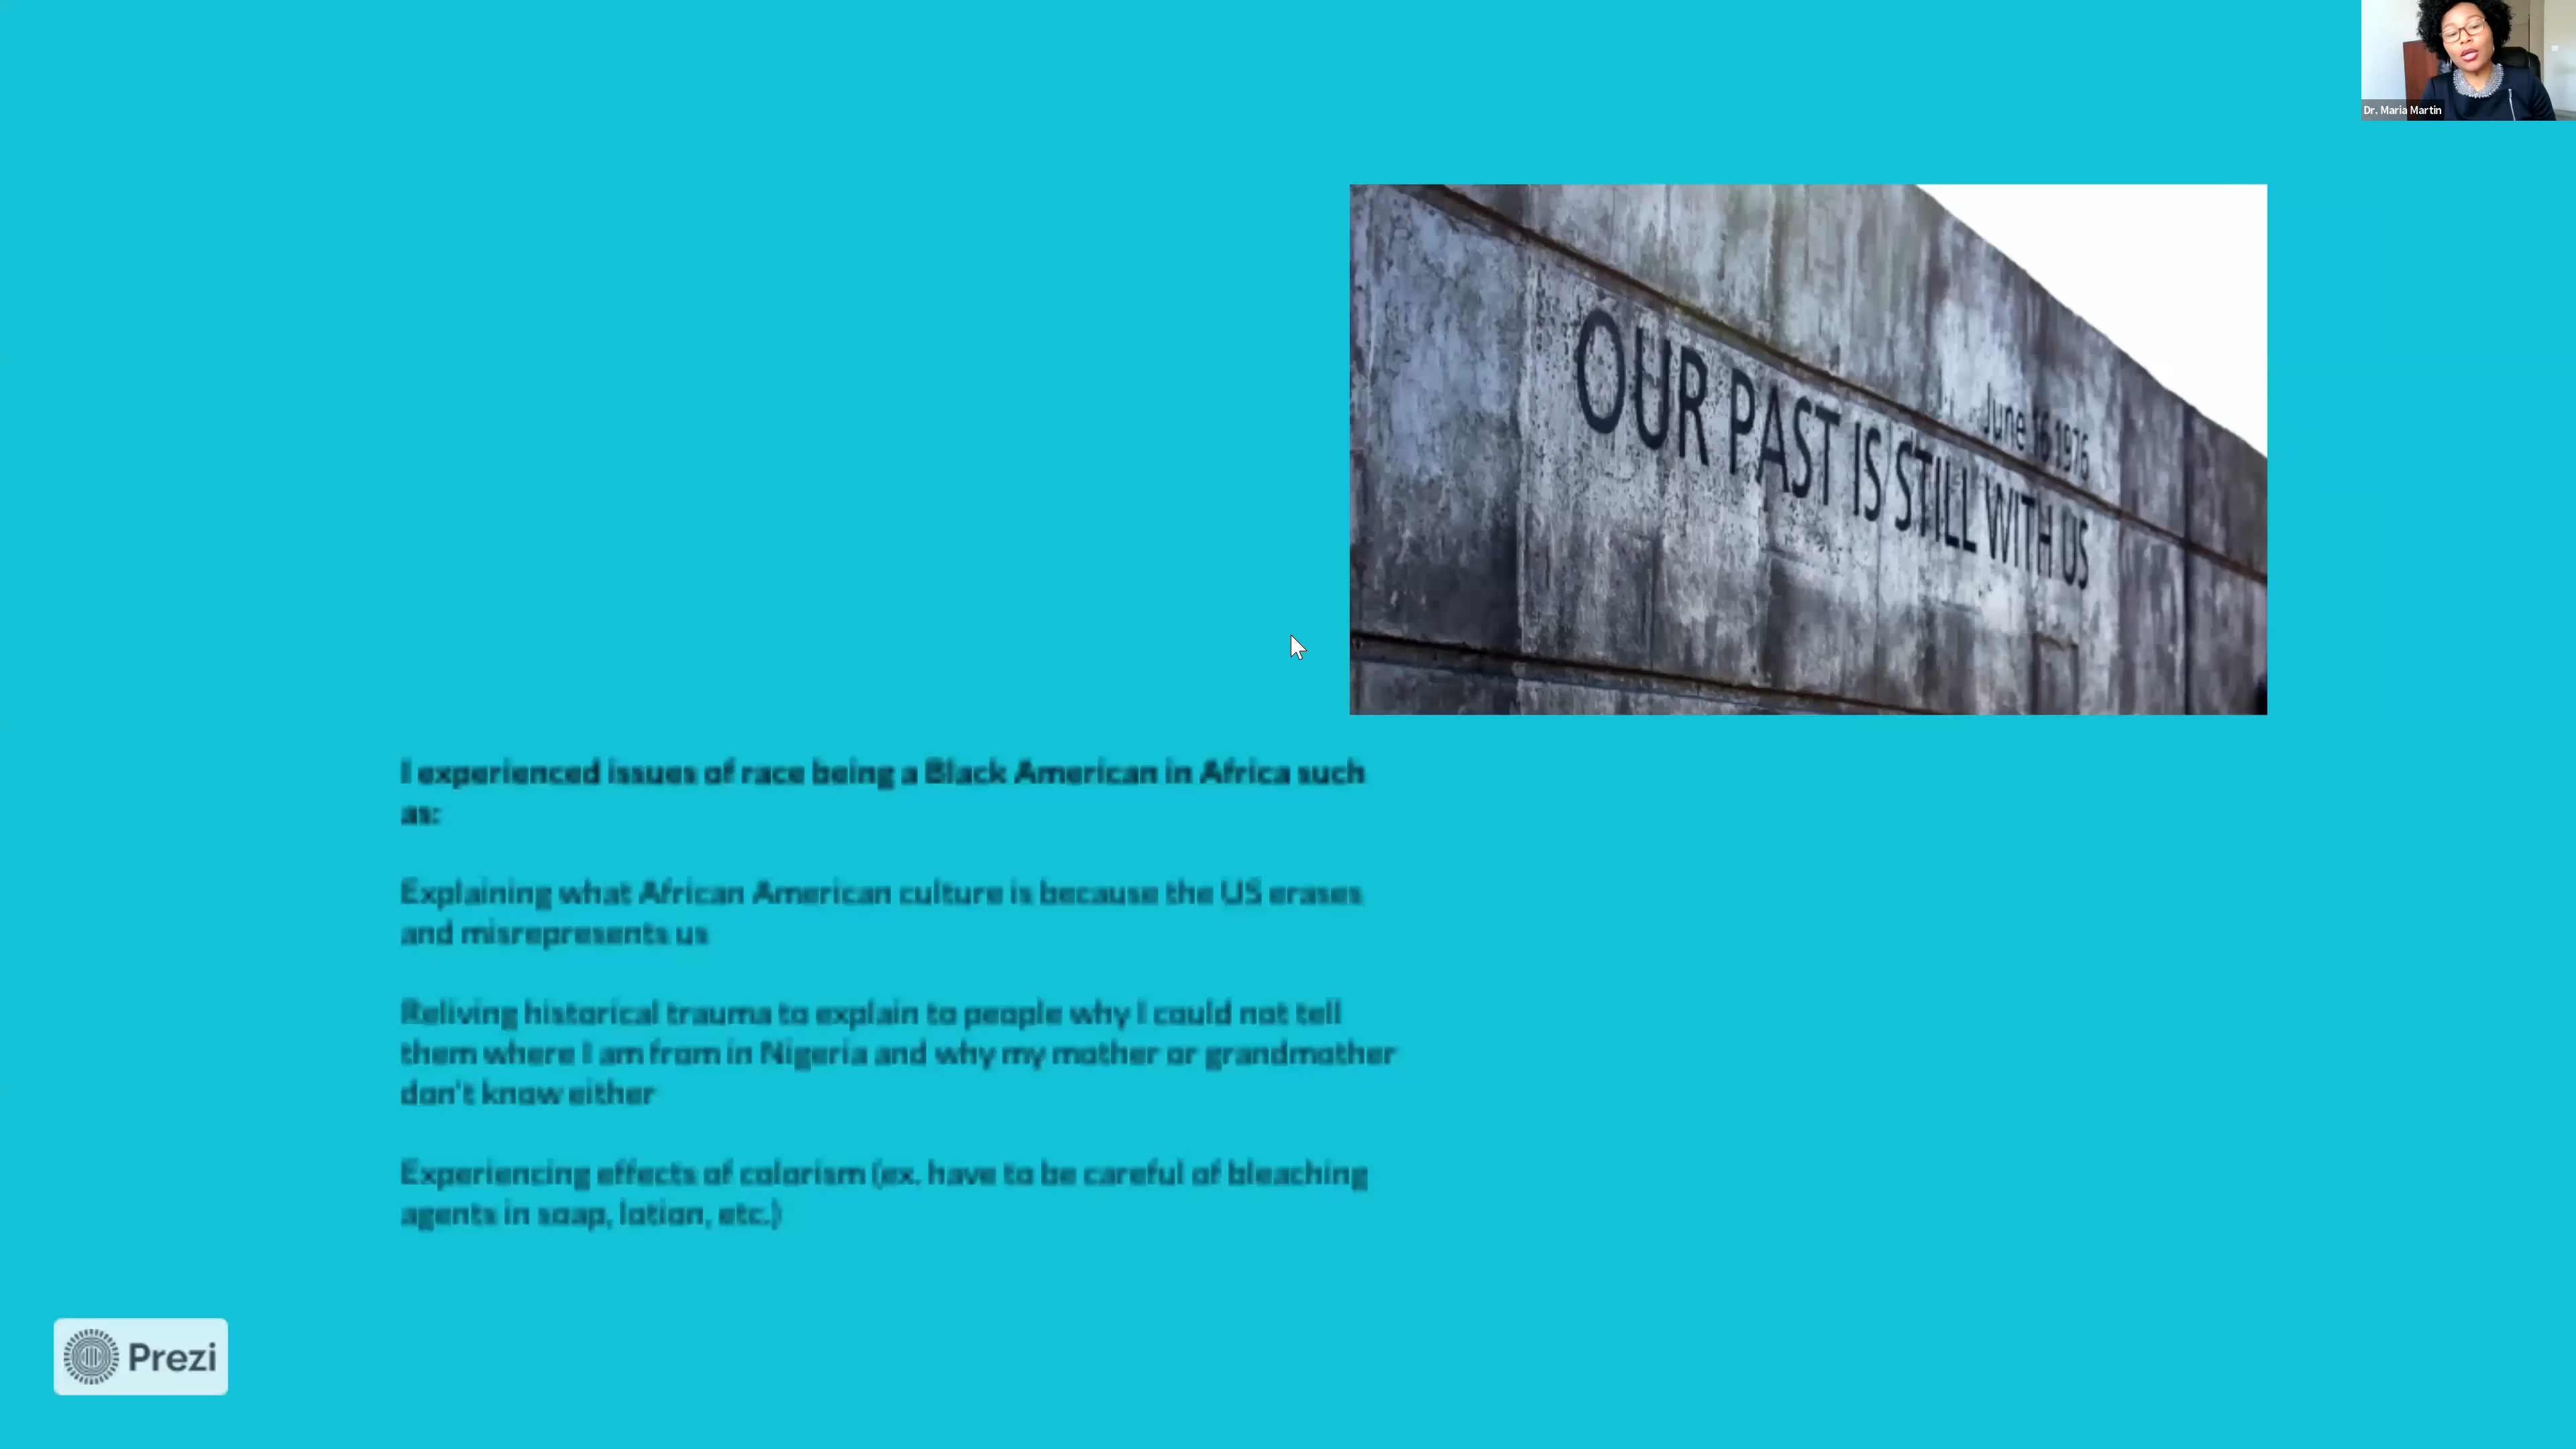 Dr. Maria Martin
June 16 1976
OUR PAST IS STILL WITH US
I experienced issues of race being a Black American in Africa such
as:
Explaining what African American culture is because the US erases
and misrepresents us
Reliving historical trauma to explain to people why I could not tell
them where I am from in Nigeria and why my mother or grandmother
don't know either
Experiencing effects of colorism (ex. have to be careful of bleaching
agents in soap, lotion, etc.)
Prezi